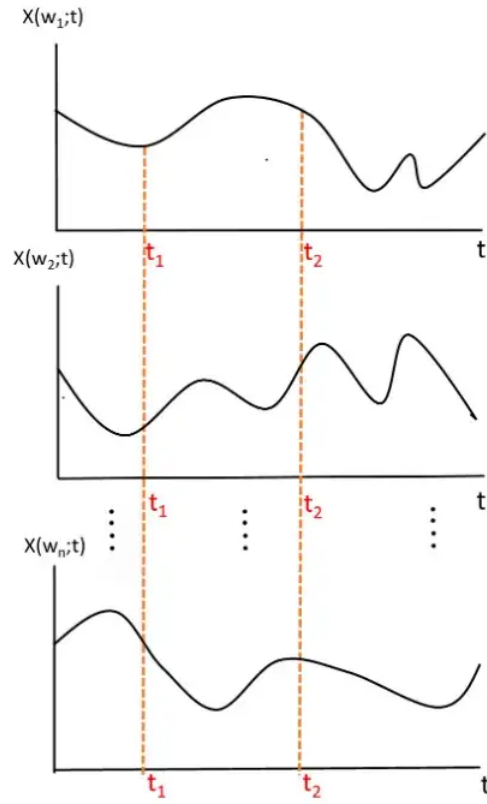 X(w₁;t)
t₁ t₂ t
X(w₂;t)
t₁ t₂ t
X(wₙ;t)
t₁ t₂ t